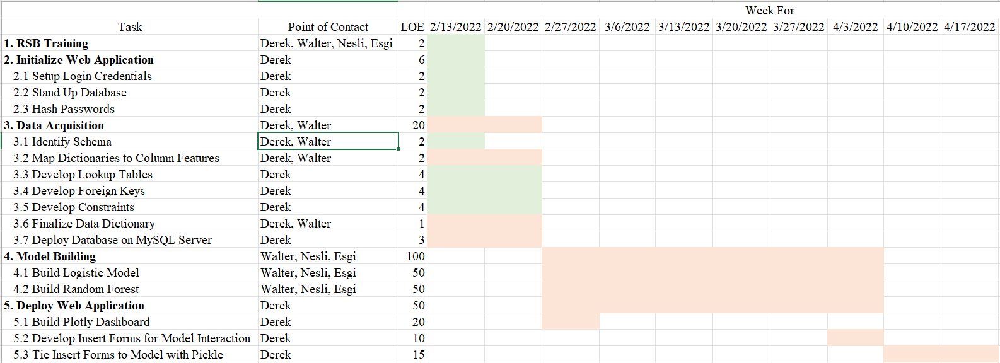 Week For
Task Point of Contact LOE 2/13/2022 2/20/2022 2/27/2022 3/6/2022 3/13/2022 3/20/2022 3/27/2022 4/3/2022 4/10/2022 4/17/2022
1. RSB Training Derek, Walter, Nesli, Esgi 2
2. Initialize Web Application Derek 6
2.1 Setup Login Credentials Derek 2
2.2 Stand Up Database Derek 2
2.3 Hash Passwords Derek 2
3. Data Acquisition Derek, Walter 20
3.1 Identify Schema Derek, Walter 2
3.2 Map Dictionaries to Column Features Derek, Walter 2
3.3 Develop Lookup Tables Derek 4
3.4 Develop Foreign Keys Derek 4
3.5 Develop Constraints Derek 4
3.6 Finalize Data Dictionary Derek, Walter 1
3.7 Deploy Database on MySQL Server Derek 3
4. Model Building Walter, Nesli, Esgi 100
4.1 Build Logistic Model Walter, Nesli, Esgi 50
4.2 Build Random Forest Walter, Nesli, Esgi 50
5. Deploy Web Application Derek 50
5.1 Build Plotly Dashboard Derek 20
5.2 Develop Insert Forms for Model Interaction Derek 10
5.3 Tie Insert Forms to Model with Pickle Derek 15